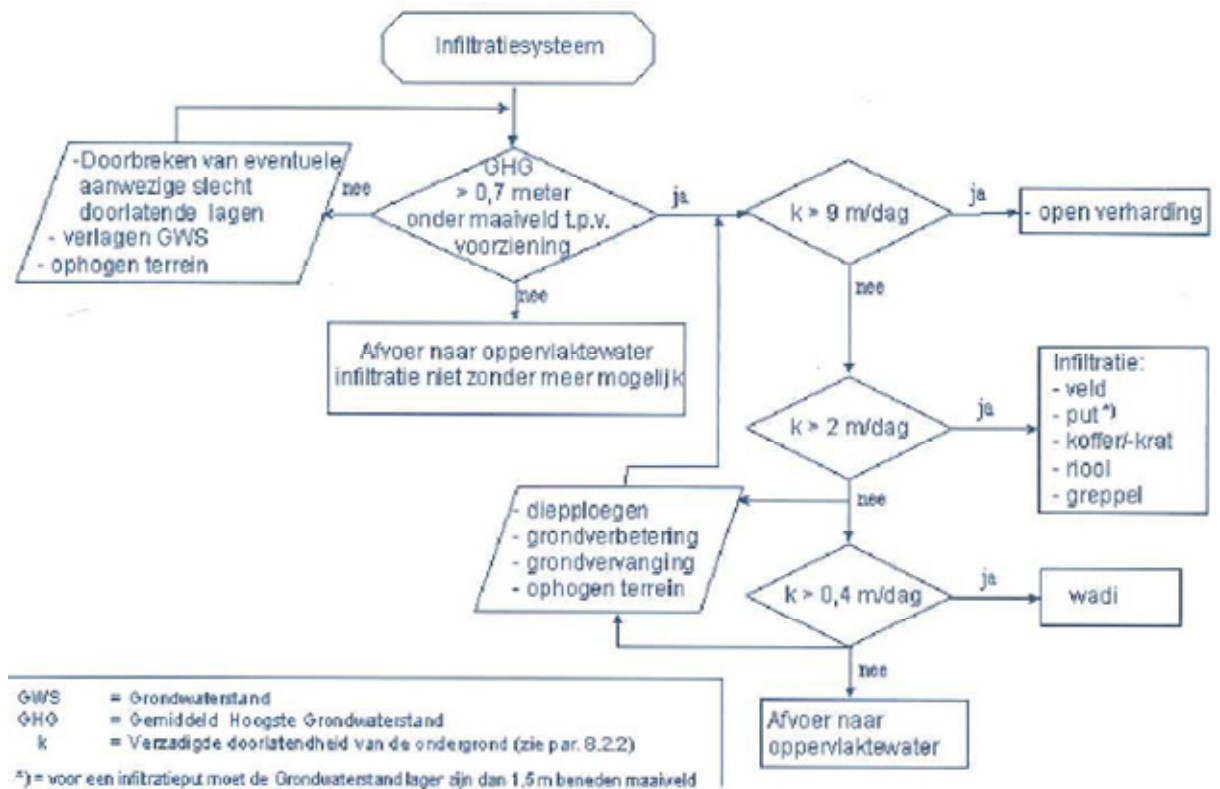 Infiltratiesysteem
-Doorbreken van eventuele
aanwezige slecht
doorlatende lagen
- verlagen GWS
- ophogen terrein
nee
GHG
> 0,7 meter
onder maaiveld t.p.v.
voorziening
ja
k > 9 m/dag
ja
- open verharding
nee
nee
Afvoer naar oppervlaktewater
infiltratie niet zonder meer mogelijk
k > 2 m/dag
ja
Infiltratie:
- veld
- put *)
- koffer/-krat
- riool
- greppel
nee
- diepploegen
- grondverbetering
- grondvervanging
- ophogen terrein
k > 0,4 m/dag
ja
wadi
nee
Afvoer naar
oppervlaktewater
GWS = Grondwaterstand
GHG = Gemiddeld Hoogste Grondwaterstand
k = Verzadigde doorlatendheid van de ondergrond (zie par. 8.2.2)
*) = voor een infiltratieput moet de Grondwaterstand lager zijn dan 1,5 m beneden maaiveld